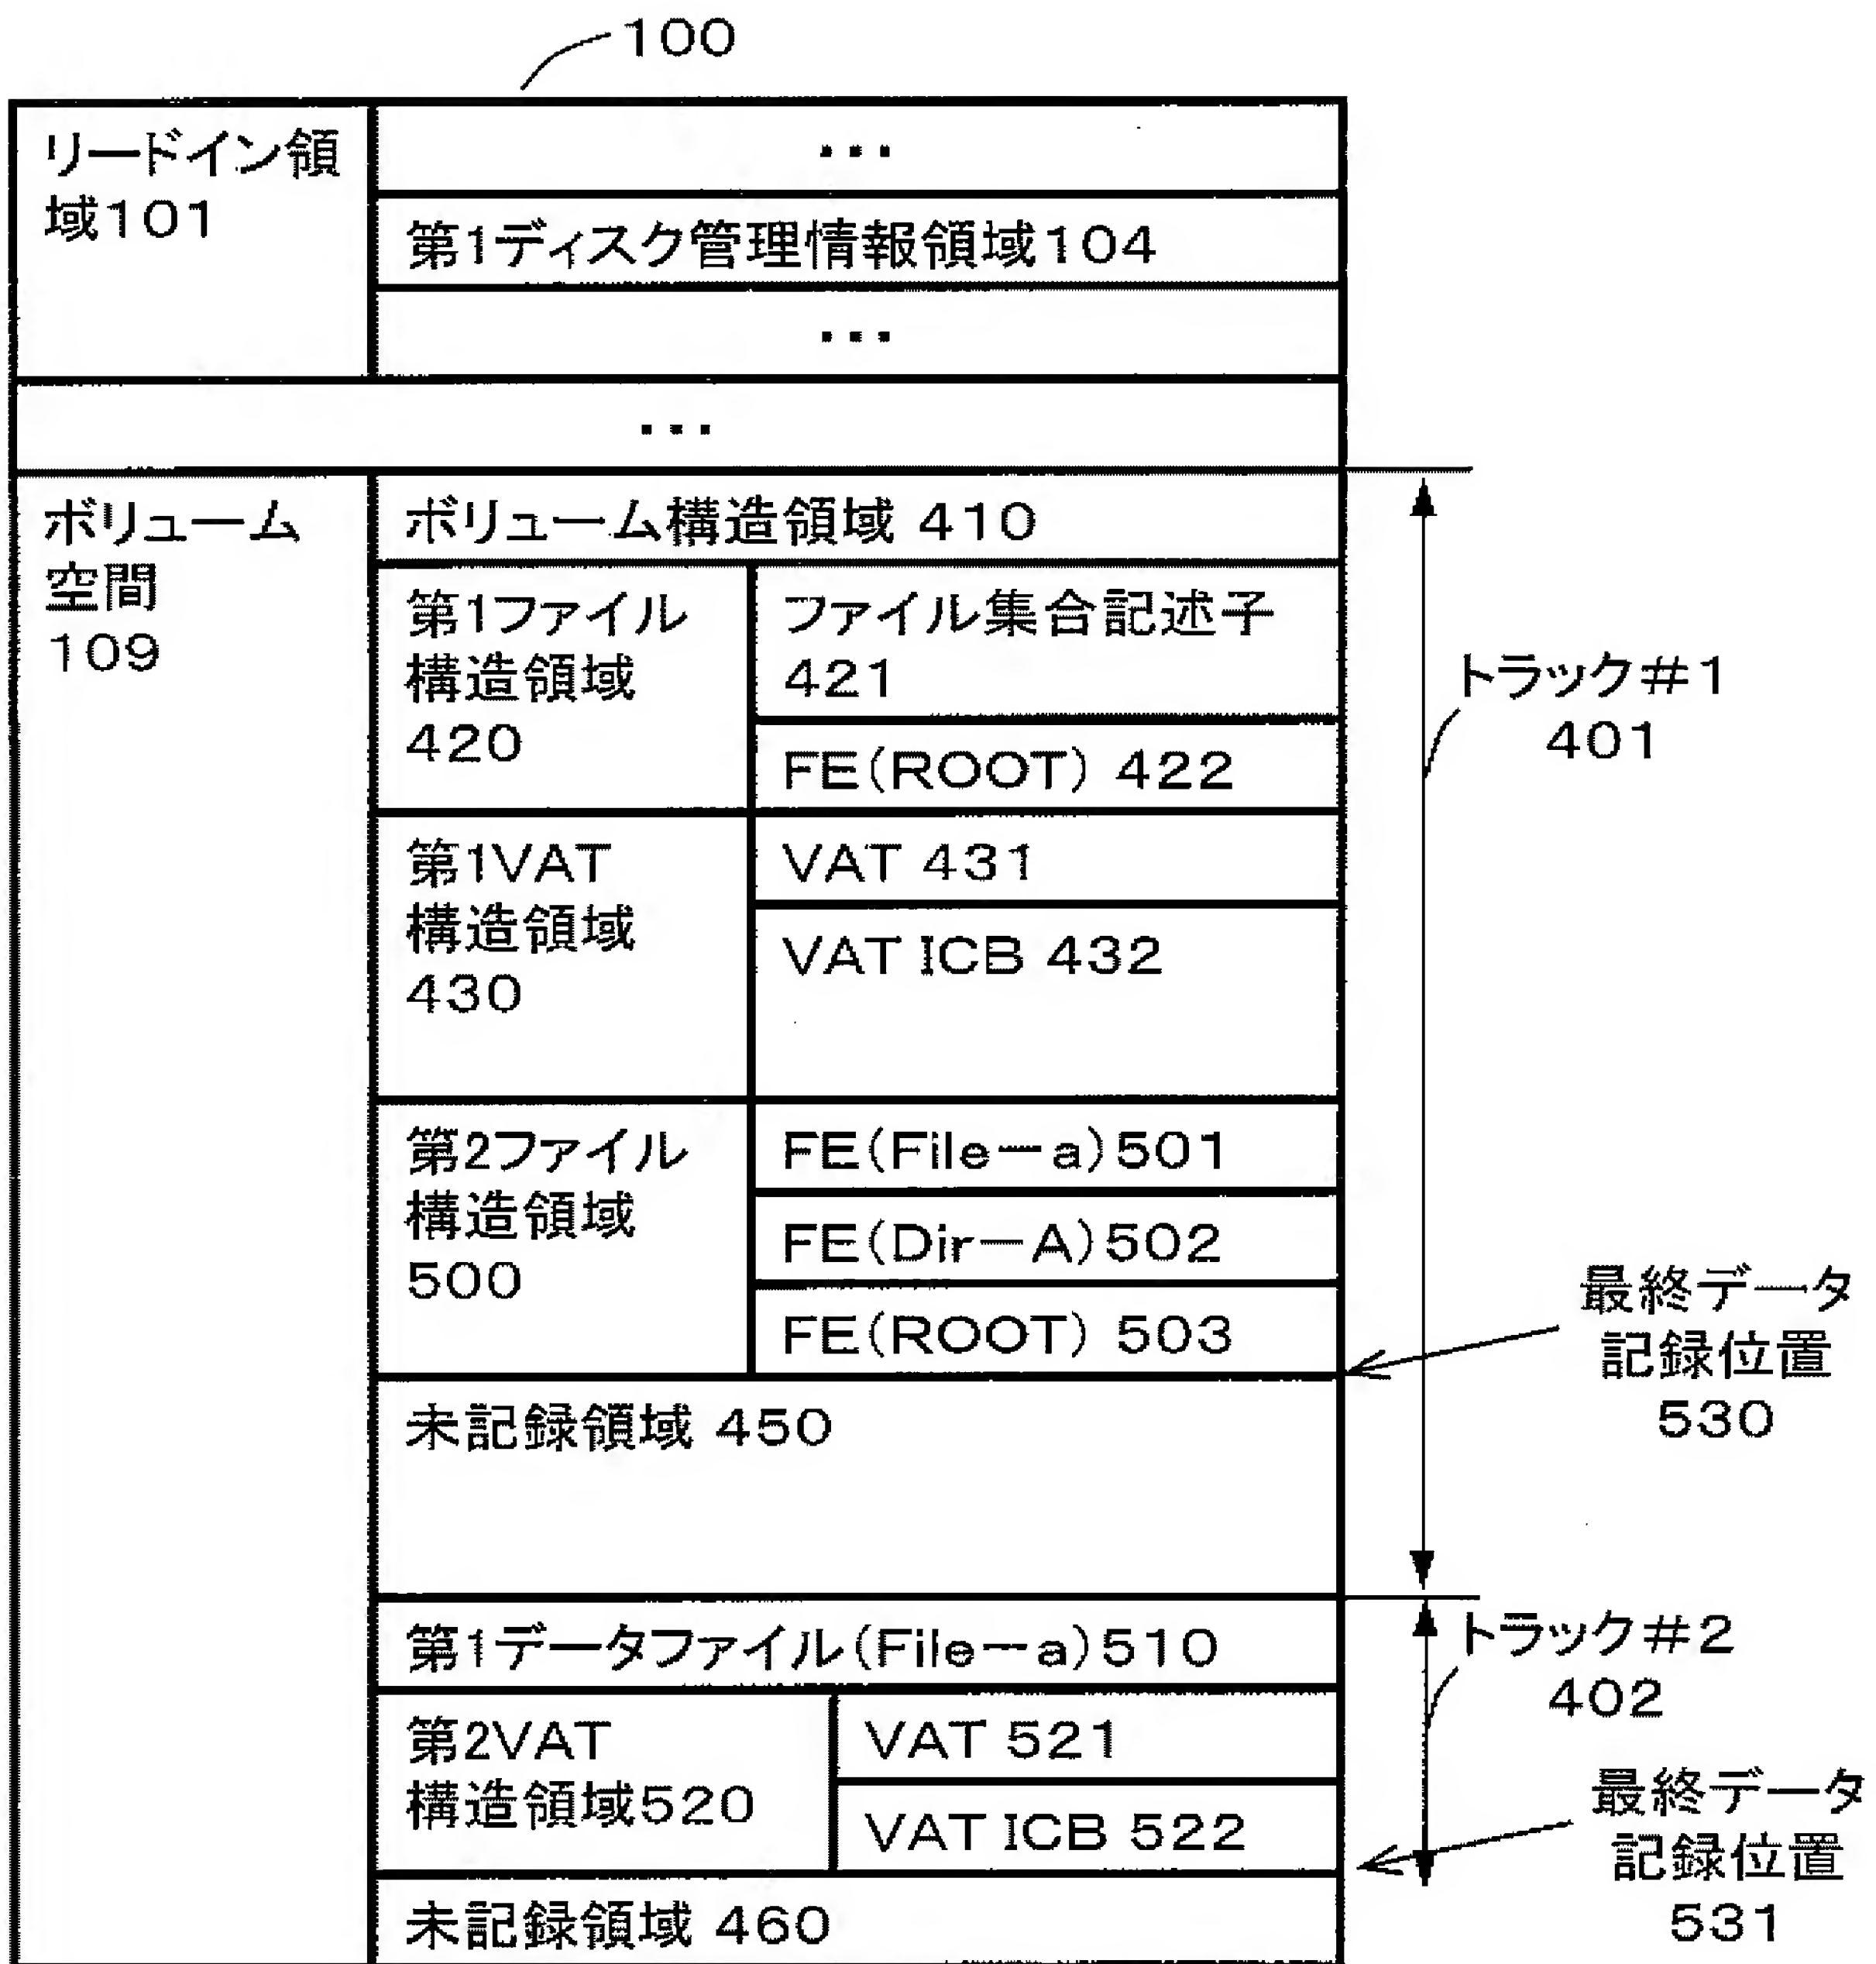 100
リードイン領
域101
...
第1ディスク管理情報領域104
...
...
ボリューム
空間
109
ボリューム構造領域 410
第1ファイル
構造領域
420
ファイル集合記述子
421
FE(ROOT) 422
トラック#1
401
第1VAT
構造領域
430
VAT 431
VAT ICB 432
第2ファイル
構造領域
500
FE(File-a)501
FE(Dir-A)502
FE(ROOT) 503
最終データ
記録位置
530
未記録領域 450
第1データファイル(File-a)510
トラック#2
402
第2VAT
構造領域520
VAT 521
VAT ICB 522
最終データ
記録位置
531
未記録領域 460